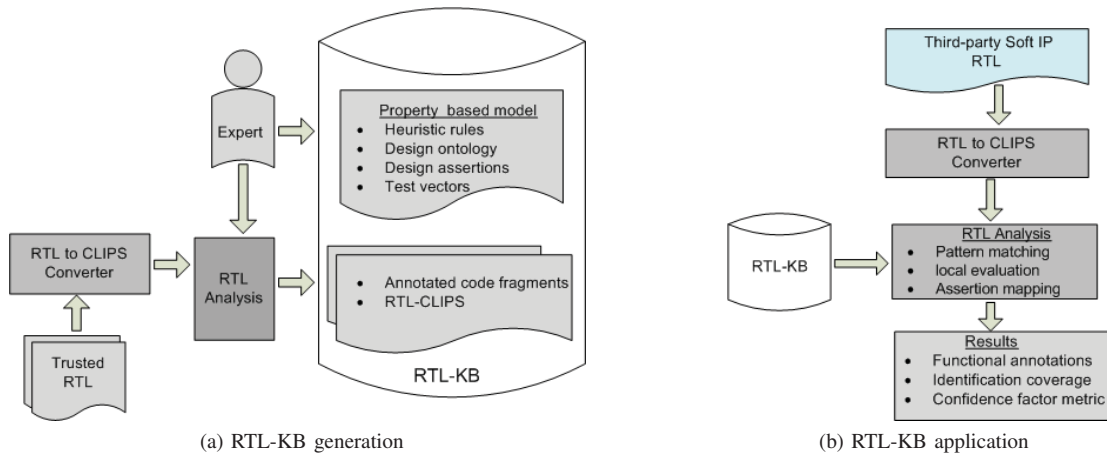 Expert
Property based model
• Heuristic rules
• Design ontology
• Design assertions
• Test vectors
RTL to CLIPS
Converter
RTL
Analysis
• Annotated code fragments
• RTL-CLIPS
Trusted
RTL
RTL-KB
(a) RTL-KB generation
Third-party Soft IP
RTL
RTL to CLIPS
Converter
RTL-KB
RTL Analysis
• Pattern matching
• local evaluation
• Assertion mapping
Results
• Functional annotations
• Identification coverage
• Confidence factor metric
(b) RTL-KB application